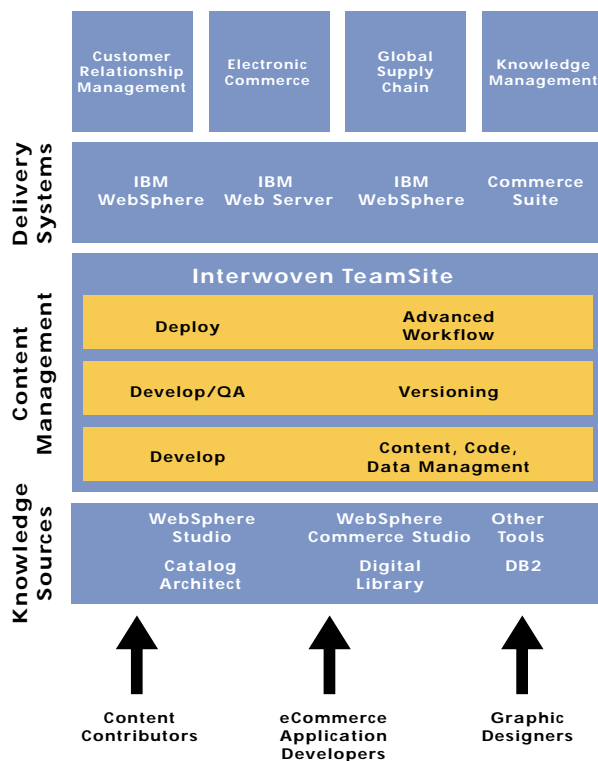 Customer
Relationship
Management
Electronic
Commerce
Global
Supply
Chain
Knowledge
Management
Delivery
Systems
IBM
WebSphere
IBM
Web Server
IBM
WebSphere
Commerce
Suite
Content
Management
Interwoven TeamSite
Deploy
Advanced
Workflow
Develop/QA
Versioning
Develop
Content, Code,
Data Managment
Knowledge
Sources
WebSphere
Studio
WebSphere
Commerce Studio
Other
Tools
Catalog
Architect
Digital
Library
DB2
Content
Contributors
eCommerce
Application
Developers
Graphic
Designers